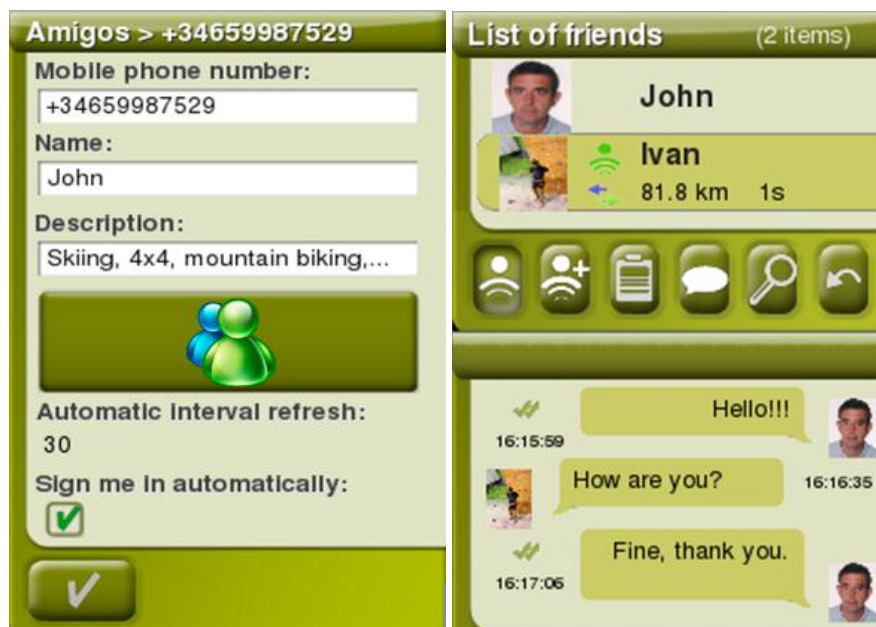 Amigos > +34659987529
Mobile phone number:
+34659987529
Name:
John
Description:
Skiing, 4x4, mountain biking,...
Automatic interval refresh:
30
Sign me in automatically:
List of friends (2 items)
John
Ivan
81.8 km 1s
Hello!!!
16:15:59
How are you?
16:16:35
Fine, thank you.
16:17:06